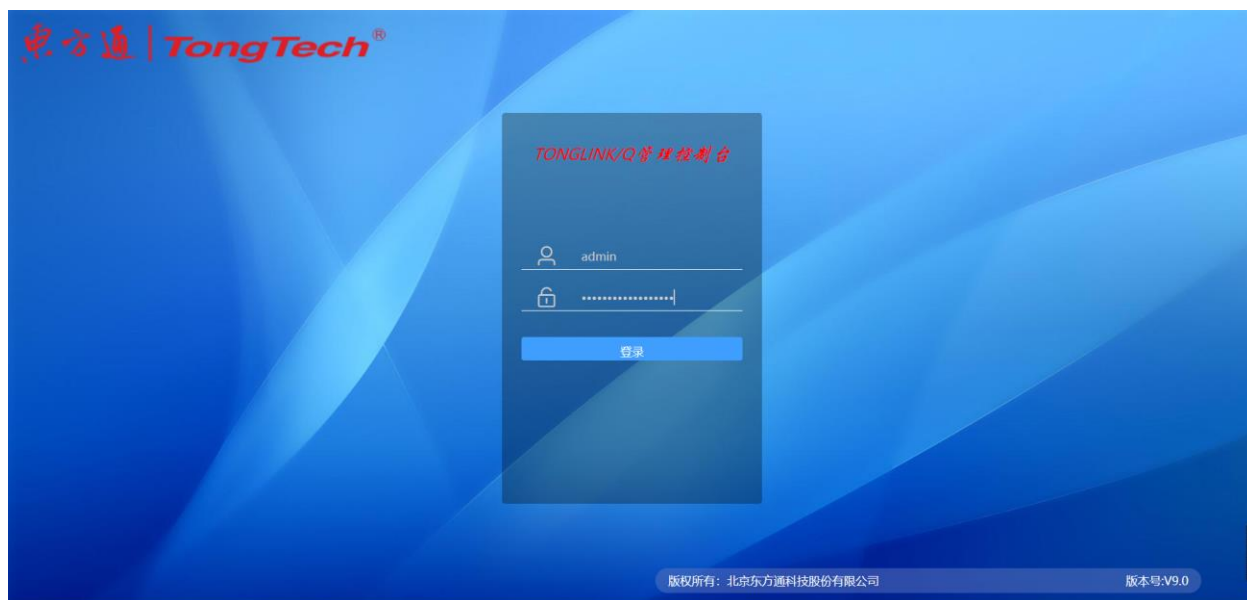 东方通 | TongTech®
TONGLINK/Q管理控制台
admin
登录
版权所有：北京东方通科技股份有限公司
版本号:V9.0